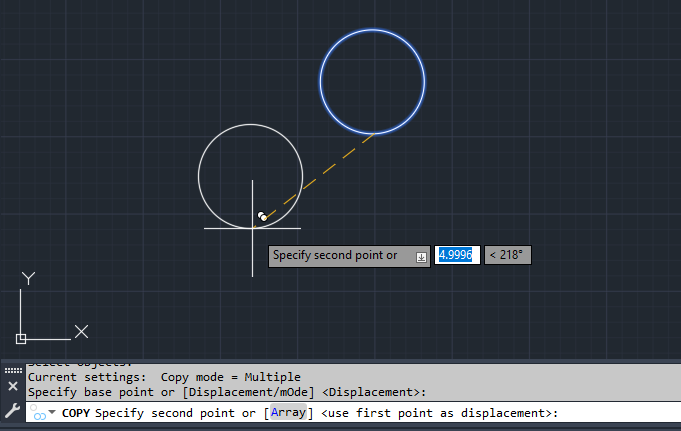 Specify second point or
4.9996
< 218°
Y
X
Select objects:
Current settings:  Copy mode = Multiple
Specify base point or [Displacement/mOde] <Displacement>:
COPY Specify second point or [Array] <use first point as displacement>: